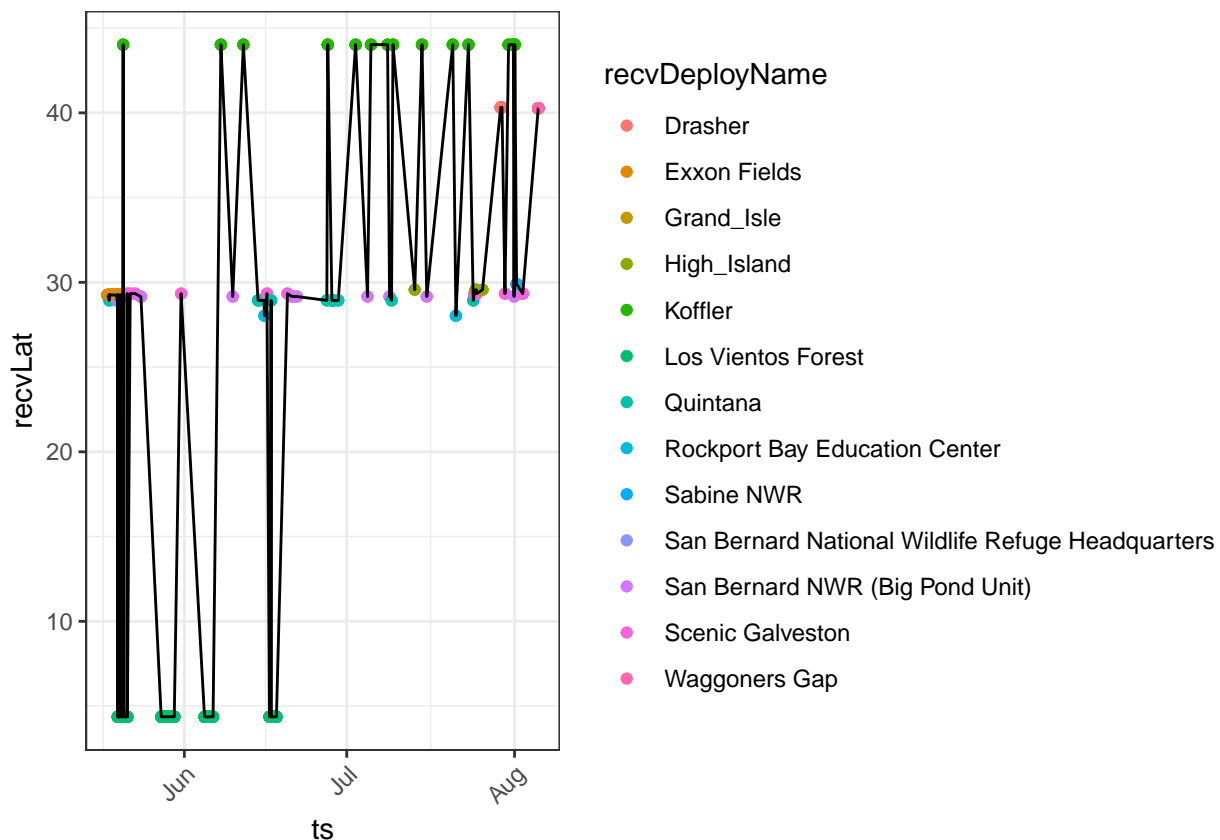 recvLat
40
30
20
10
Jun
Jul
Aug
ts
recvDeployName
Drasher
Exxon Fields
Grand_Isle
High_Island
Koffler
Los Vientos Forest
Quintana
Rockport Bay Education Center
Sabine NWR
San Bernard National Wildlife Refuge Headquarters
San Bernard NWR (Big Pond Unit)
Scenic Galveston
Waggoners Gap